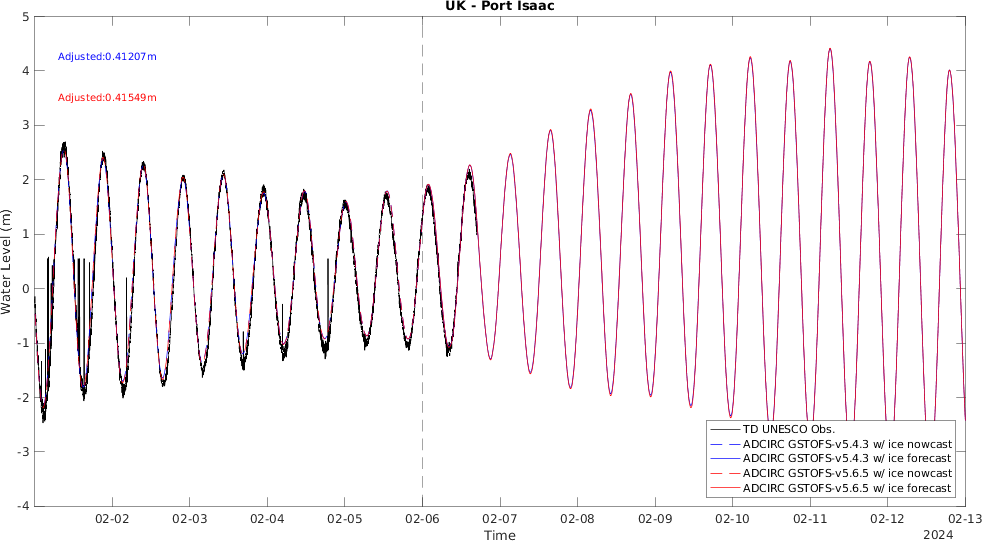 UK - Port Isaac
5
4
3
2
1
0
-1
-2
-3
-4
Water Level (m)
Adjusted:0.41207m
Adjusted:0.41549m
TD UNESCO Obs.
ADCIRC GSTOFS-v5.4.3 w/ ice nowcast
ADCIRC GSTOFS-v5.4.3 w/ ice forecast
ADCIRC GSTOFS-v5.6.5 w/ ice nowcast
ADCIRC GSTOFS-v5.6.5 w/ ice forecast
02-02 02-03 02-04 02-05 02-06 02-07 02-08 02-09 02-10 02-11 02-12 02-13
Time
2024